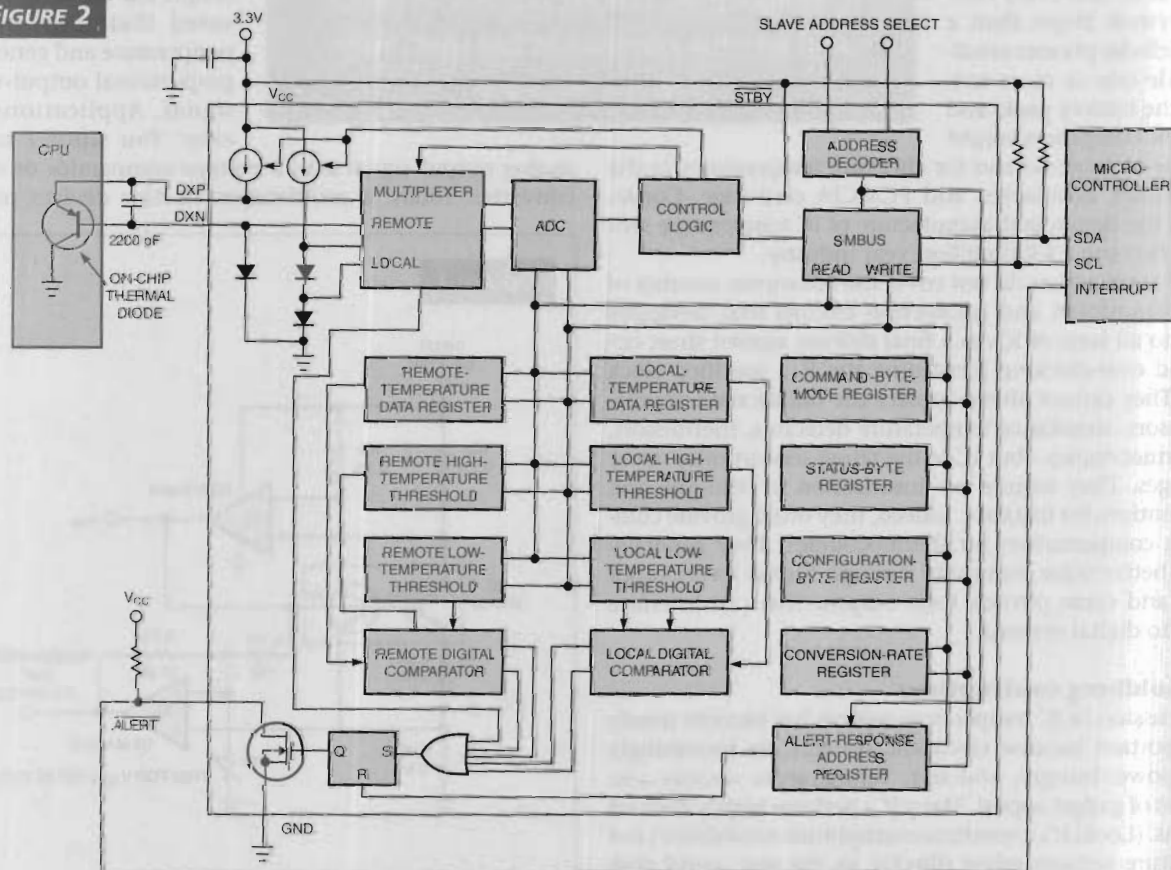 FIGURE 2
3.3V
SLAVE ADDRESS SELECT
VCC
STBY
CPU
ADDRESS
DECODER
MICRO-
CONTROLLER
DXP
DXN
2200 pF
MULTIPLEXER
REMOTE
LOCAL
ADC
CONTROL
LOGIC
SMBUS
READ WRITE
SDA
SCL
INTERRUPT
ON-CHIP
THERMAL
DIODE
REMOTE-
TEMPERATURE
DATA REGISTER
LOCAL-
TEMPERATURE
DATA REGISTER
COMMAND-BYTE-
MODE REGISTER
REMOTE HIGH-
TEMPERATURE
THRESHOLD
LOCAL HIGH-
TEMPERATURE
THRESHOLD
STATUS-BYTE
REGISTER
REMOTE LOW-
TEMPERATURE
THRESHOLD
LOCAL LOW-
TEMPERATURE
THRESHOLD
CONFIGURATION-
BYTE REGISTER
VCC
REMOTE DIGITAL
COMPARATOR
LOCAL DIGITAL
COMPARATOR
CONVERSION-RATE
REGISTER
ALERT
Q S
R
ALERT-RESPONSE
ADDRESS
REGISTER
GND